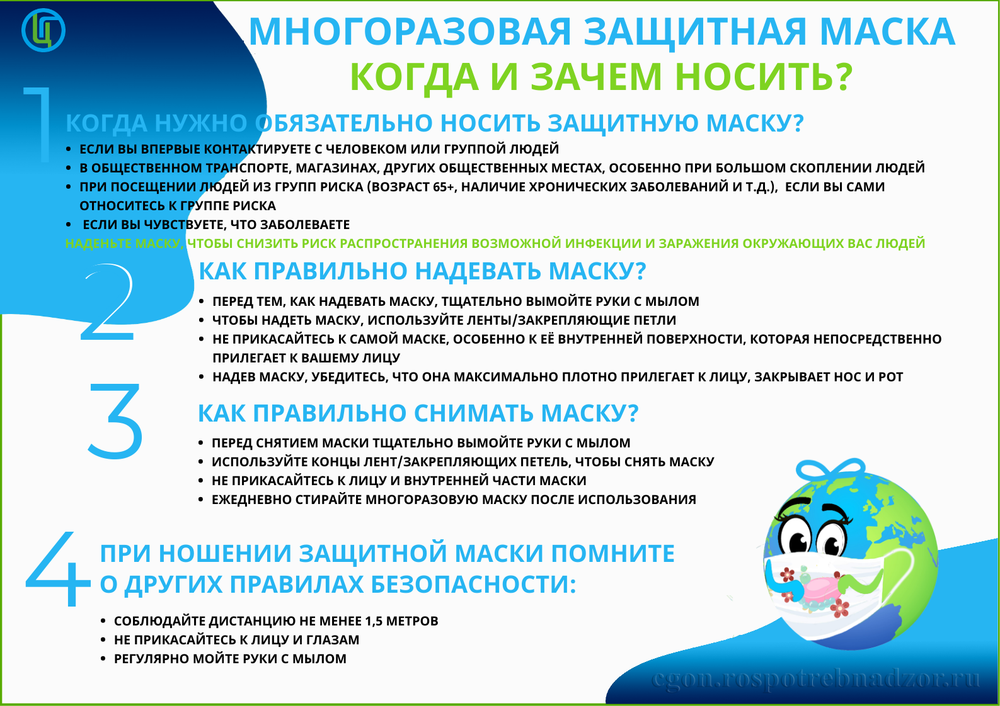 МНОГОРАЗОВАЯ ЗАЩИТНАЯ МАСКА
КОГДА И ЗАЧЕМ НОСИТЬ?
1
КОГДА НУЖНО ОБЯЗАТЕЛЬНО НОСИТЬ ЗАЩИТНУЮ МАСКУ?
• ЕСЛИ ВЫ ВПЕРВЫЕ КОНТАКТИРУЕТЕ С ЧЕЛОВЕКОМ ИЛИ ГРУППОЙ ЛЮДЕЙ
• В ОБЩЕСТВЕННОМ ТРАНСПОРТЕ, МАГАЗИНАХ, ДРУГИХ ОБЩЕСТВЕННЫХ МЕСТАХ, ОСОБЕННО ПРИ БОЛЬШОМ СКОПЛЕНИИ ЛЮДЕЙ
• ПРИ ПОСЕЩЕНИИ ЛЮДЕЙ ИЗ ГРУПП РИСКА (ВОЗРАСТ 65+, НАЛИЧИЕ ХРОНИЧЕСКИХ ЗАБОЛЕВАНИЙ И Т.Д.), ЕСЛИ ВЫ САМИ
ОТНОСИТЕСЬ К ГРУППЕ РИСКА
• ЕСЛИ ВЫ ЧУВСТВУЕТЕ, ЧТО ЗАБОЛЕВАЕТЕ
НАДЕНЬТЕ МАСКУ, ЧТОБЫ СНИЗИТЬ РИСК РАСПРОСТРАНЕНИЯ ВОЗМОЖНОЙ ИНФЕКЦИИ И ЗАРАЖЕНИЯ ОКРУЖАЮЩИХ ВАС ЛЮДЕЙ
2
КАК ПРАВИЛЬНО НАДЕВАТЬ МАСКУ?
• ПЕРЕД ТЕМ, КАК НАДЕВАТЬ МАСКУ, ТЩАТЕЛЬНО ВЫМОЙТЕ РУКИ С МЫЛОМ
• ЧТОБЫ НАДЕТЬ МАСКУ, ИСПОЛЬЗУЙТЕ ЛЕНТЫ/ЗАКРЕПЛЯЮЩИЕ ПЕТЛИ
• НЕ ПРИКАСАЙТЕСЬ К САМОЙ МАСКЕ, ОСОБЕННО К ЕЁ ВНУТРЕННЕЙ ПОВЕРХНОСТИ, КОТОРАЯ НЕПОСРЕДСТВЕННО
ПРИЛЕГАЕТ К ВАШЕМУ ЛИЦУ
• НАДЕВ МАСКУ, УБЕДИТЕСЬ, ЧТО ОНА МАКСИМАЛЬНО ПЛОТНО ПРИЛЕГАЕТ К ЛИЦУ, ЗАКРЫВАЕТ НОС И РОТ
3
КАК ПРАВИЛЬНО СНИМАТЬ МАСКУ?
• ПЕРЕД СНЯТИЕМ МАСКИ ТЩАТЕЛЬНО ВЫМОЙТЕ РУКИ С МЫЛОМ
• ИСПОЛЬЗУЙТЕ КОНЦЫ ЛЕНТ/ЗАКРЕПЛЯЮЩИХ ПЕТЕЛЬ, ЧТОБЫ СНЯТЬ МАСКУ
• НЕ ПРИКАСАЙТЕСЬ К ЛИЦУ И ВНУТРЕННЕЙ ЧАСТИ МАСКИ
• ЕЖЕДНЕВНО СТИРАЙТЕ МНОГОРАЗОВУЮ МАСКУ ПОСЛЕ ИСПОЛЬЗОВАНИЯ
4
ПРИ НОШЕНИИ ЗАЩИТНОЙ МАСКИ ПОМНИТЕ
О ДРУГИХ ПРАВИЛАХ БЕЗОПАСНОСТИ:
• СОБЛЮДАЙТЕ ДИСТАНЦИЮ НЕ МЕНЕЕ 1,5 МЕТРОВ
• НЕ ПРИКАСАЙТЕСЬ К ЛИЦУ И ГЛАЗАМ
• РЕГУЛЯРНО МОЙТЕ РУКИ С МЫЛОМ
cgon.rospotrebnadzor.ru